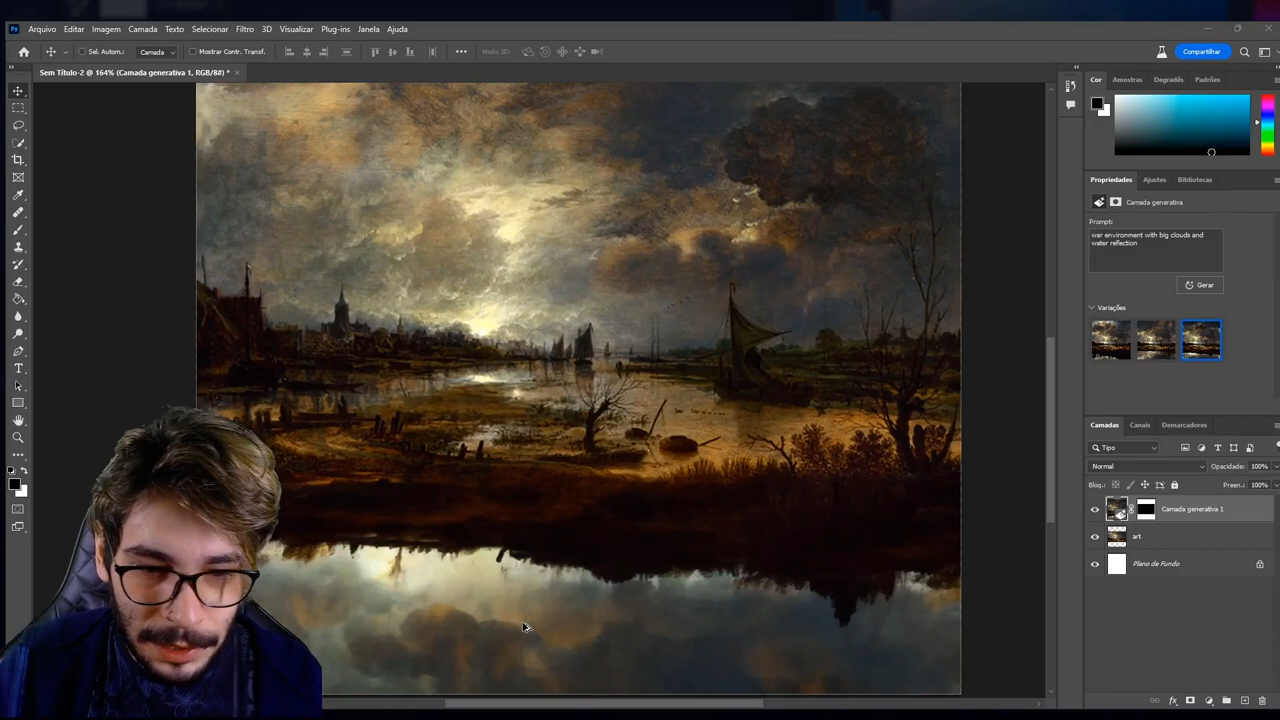 Ps Arquivo Editar Imagem Camada Texto Selecionar Filtro 3D Visualizar Plug-ins Janela Ajuda
Sel. Autom.: Camada Mostrar Contr. Transf. Modo 3D: Compartilhar
Sem Título-2 @ 164% (Camada generativa 1, RGB/8#) * ×
Cor Amostras Degradês Padrões
Propriedades Ajustes Bibliotecas
Camada generativa
Prompt:
war environment with big clouds and
water reflection
Gerar
Variações
Camadas Canais Demarcadores
Tipo
Normal Opacidade: 100%
Bloq.: Preen.: 100%
Camada generativa 1
art
Plano de Fundo